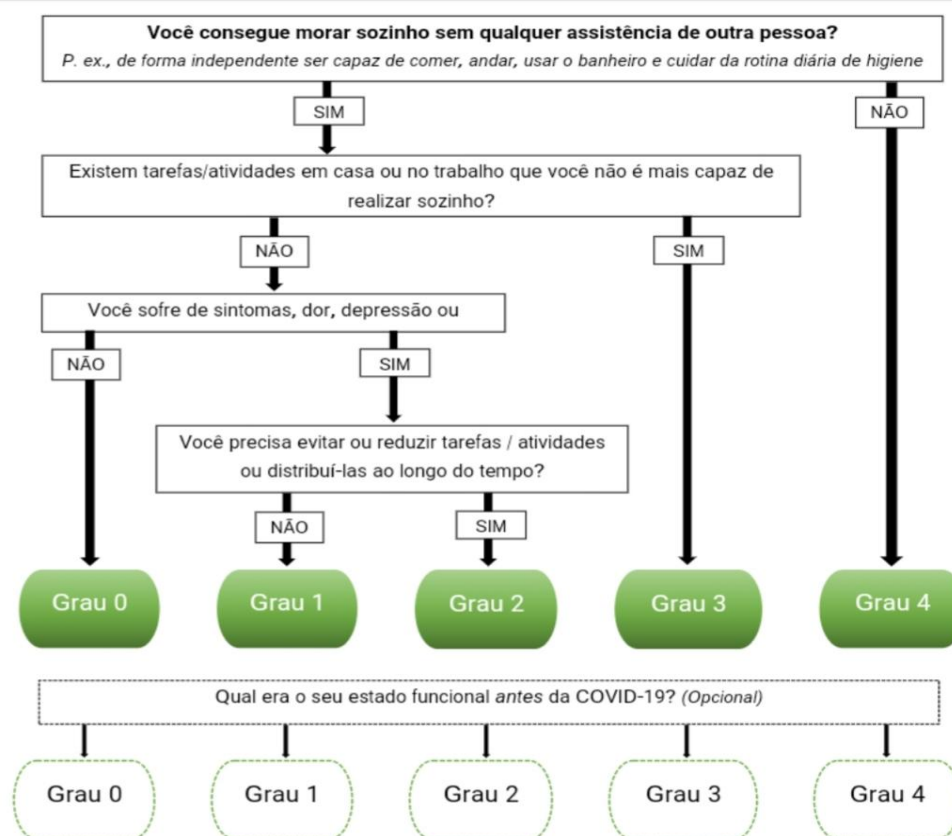 Você consegue morar sozinho sem qualquer assistência de outra pessoa?
P. ex., de forma independente ser capaz de comer, andar, usar o banheiro e cuidar da rotina diária de higiene
SIM
NÃO
Existem tarefas/atividades em casa ou no trabalho que você não é mais capaz de
realizar sozinho?
NÃO
SIM
Você sofre de sintomas, dor, depressão ou
NÃO
SIM
Você precisa evitar ou reduzir tarefas / atividades
ou distribuí-las ao longo do tempo?
NÃO
SIM
Grau 0
Grau 1
Grau 2
Grau 3
Grau 4
Qual era o seu estado funcional antes da COVID-19? (Opcional)
Grau 0
Grau 1
Grau 2
Grau 3
Grau 4